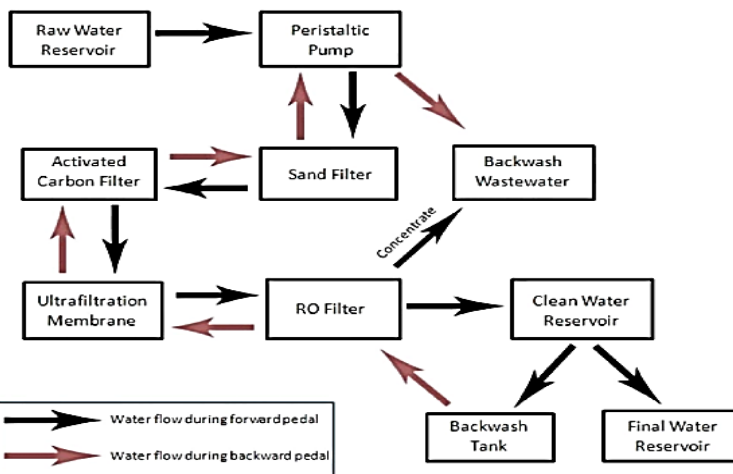 Raw Water
Reservoir
Peristaltic
Pump
Activated
Carbon Filter
Sand Filter
Backwash
Wastewater
Concentrate
Ultrafiltration
Membrane
RO Filter
Clean Water
Reservoir
Water flow during forward pedal
Water flow during backward pedal
Backwash
Tank
Final Water
Reservoir